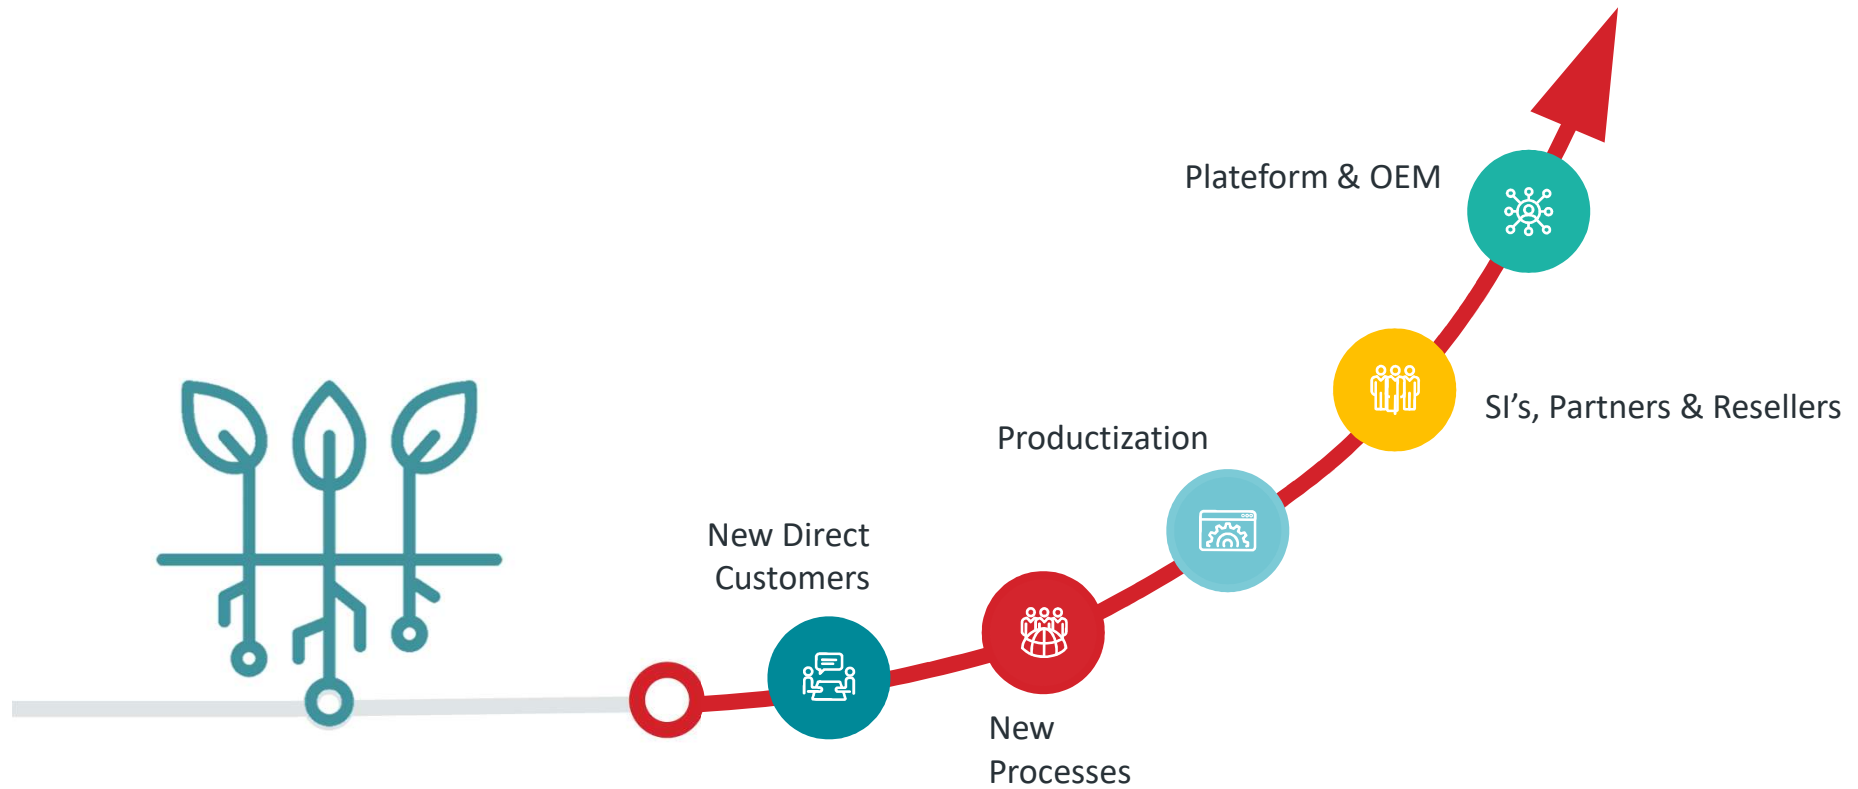 Plateform & OEM
SI’s, Partners & Resellers
Productization
New Direct
Customers
New
Processes